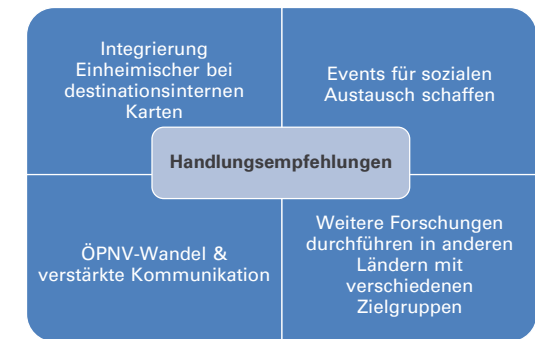 Integrierung
Einheimischer bei
destinationsinternen
Karten
Events für sozialen
Austausch schaffen
Handlungsempfehlungen
ÖPNV-Wandel &
verstärkte Kommunikation
Weitere Forschungen
durchführen in anderen
Ländern mit
verschiedenen
Zielgruppen